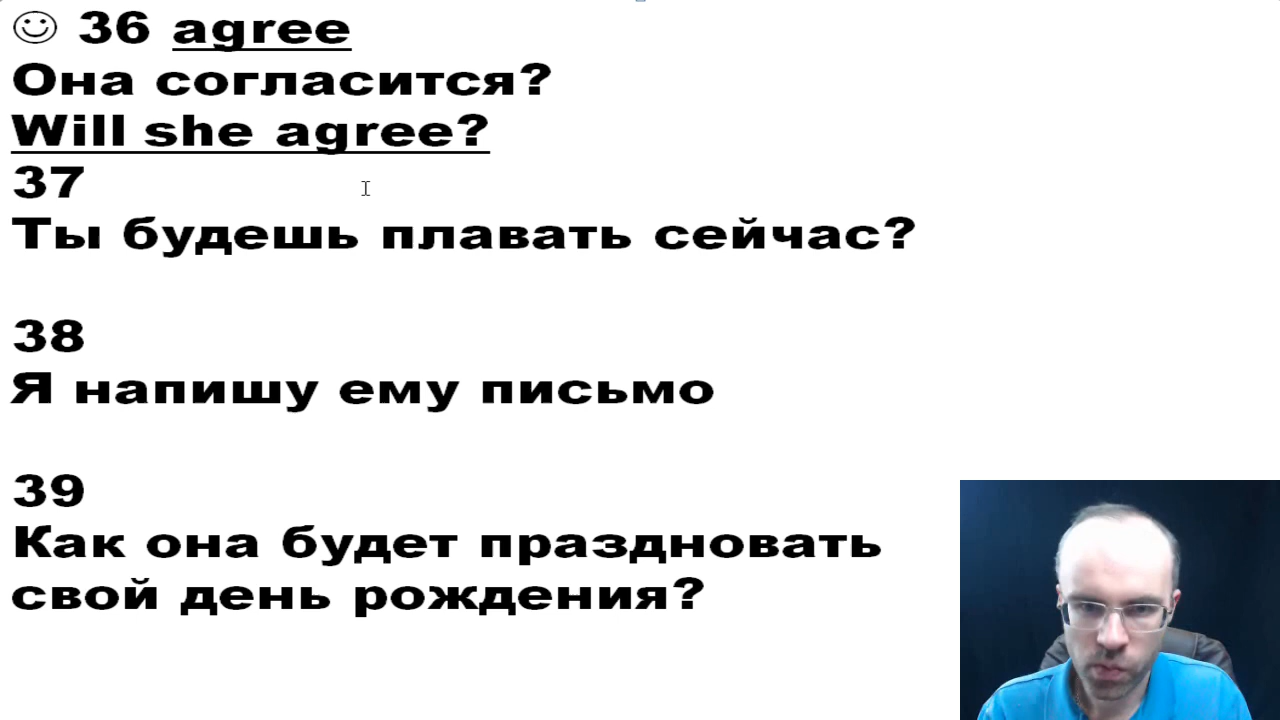 ☺ 36 agree
Она согласится?
Will she agree?
37
Ты будешь плавать сейчас?
38
Я напишу ему письмо
39
Как она будет праздновать
свой день рождения?